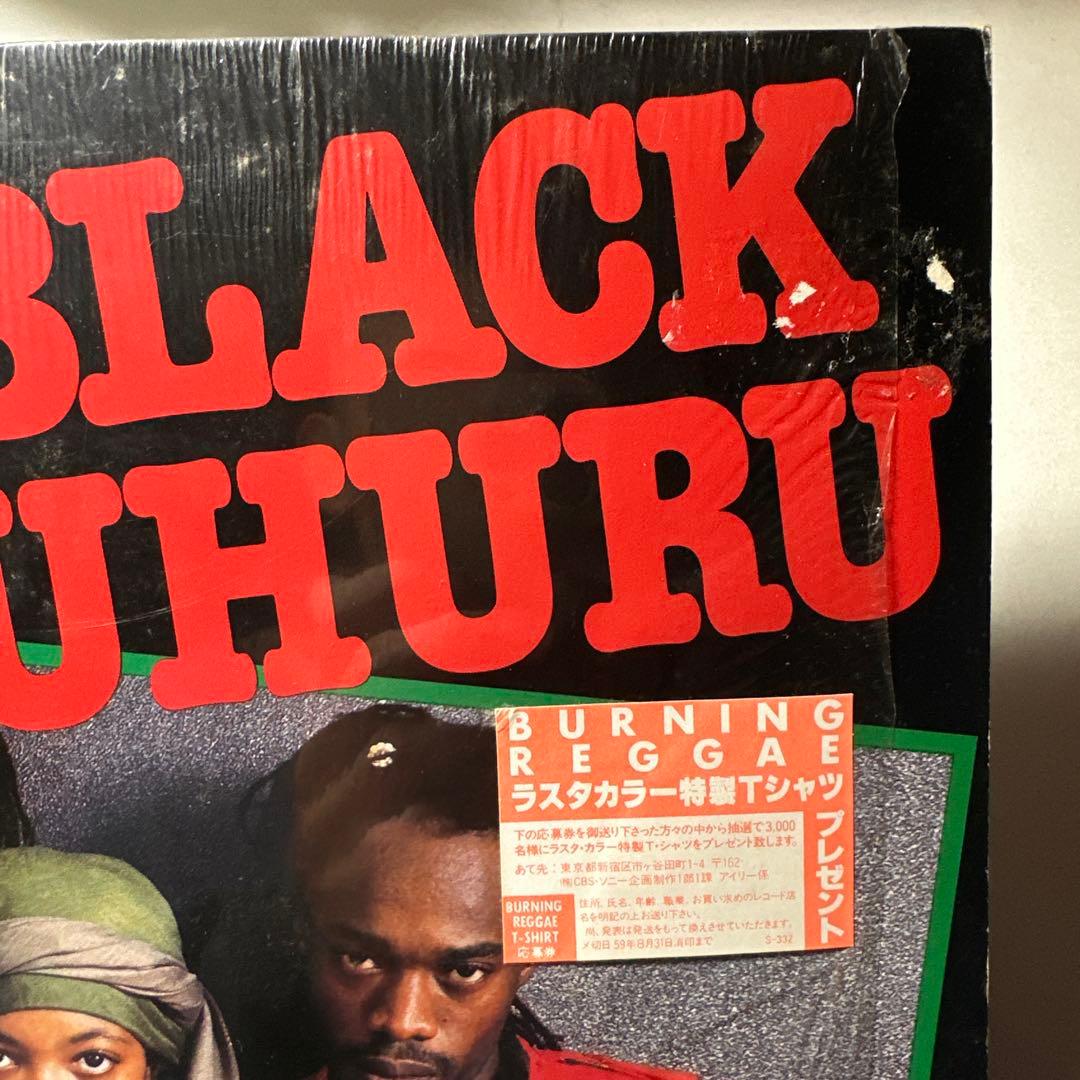 BLACK
UHURU
BURNING
REGGAE
ラスタカラー特製Tシャツ
プレゼント
下の応募券を御送り下さった方々の中から抽選で3,000
名様にラスタ・カラー特製T・シャツをプレゼント致します。
あて先：東京都新宿区市ヶ谷田町1-4 〒162
㈱CBS・ソニー企画制作1部1課 アイリー係
BURNING
REGGAE
T-SHIRT
応募券
住所、氏名、年齢、職業、お買い求めのレコード店
名を明記の上お送り下さい。
尚、発表は発送をもって換えさせていただきます。
〆切日 59年8月31日消印まで
S-332